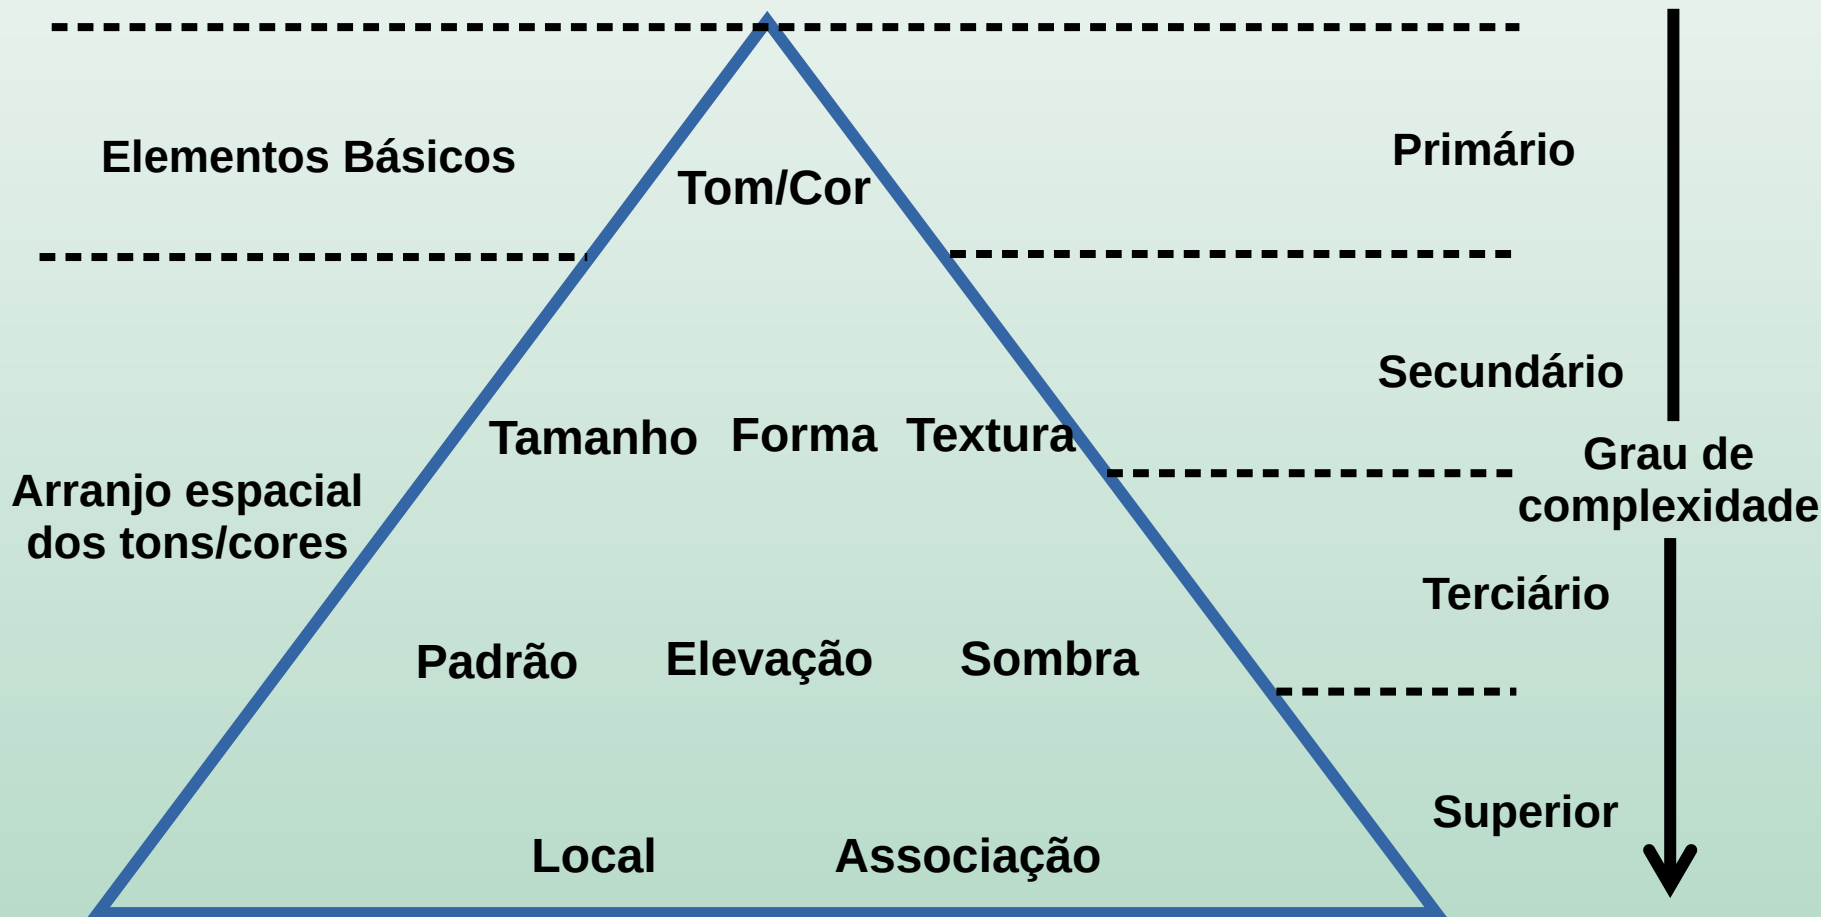 Elementos Básicos
Tom/Cor
Primário
Secundário
Tamanho Forma Textura
Grau de
complexidade
Arranjo espacial
dos tons/cores
Terciário
Padrão Elevação Sombra
Superior
Local Associação